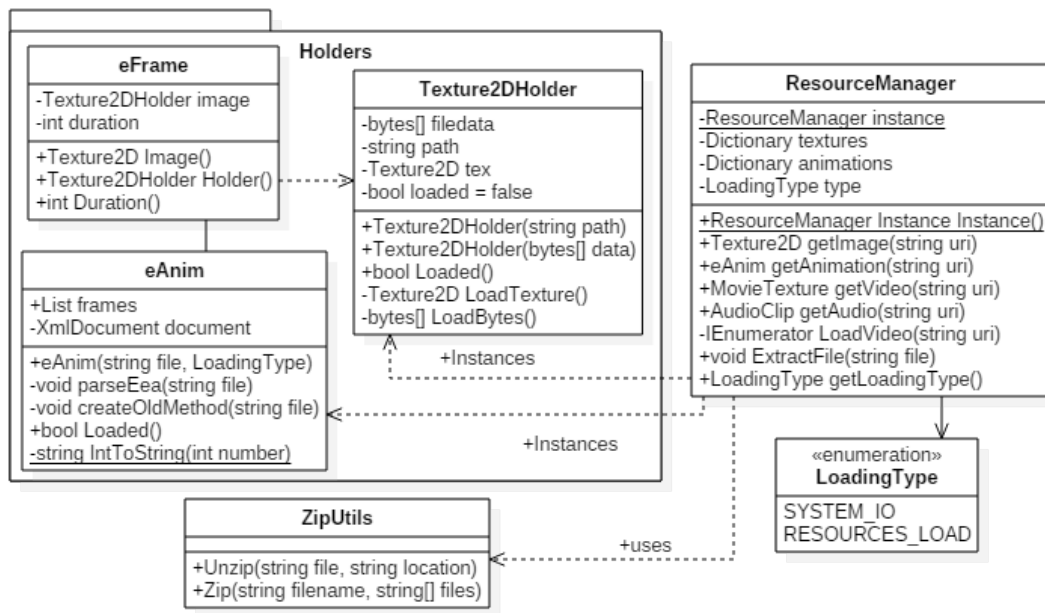 Holders
eFrame
-Texture2DHolder image
-int duration
+Texture2D Image()
+Texture2DHolder Holder()
+int Duration()
Texture2DHolder
-bytes[] filedata
-string path
-Texture2D tex
-bool loaded = false
+Texture2DHolder(string path)
+Texture2DHolder(bytes[] data)
+bool Loaded()
-Texture2D LoadTexture()
-bytes[] LoadBytes()
ResourceManager
-ResourceManager instance
-Dictionary textures
-Dictionary animations
-LoadingType type
+ResourceManager Instance Instance()
+Texture2D getImage(string uri)
+eAnim getAnimation(string uri)
+MovieTexture getVideo(string uri)
+AudioClip getAudio(string uri)
-IEnumerator LoadVideo(string uri)
+void ExtractFile(string file)
+LoadingType getLoadingType()
eAnim
+List frames
-XmlDocument document
+eAnim(string file, LoadingType)
-void parseEea(string file)
-void createOldMethod(string file)
+bool Loaded()
-string IntToString(int number)
+Instances
+Instances
«enumeration»
LoadingType
SYSTEM_IO
RESOURCES_LOAD
ZipUtils
+Unzip(string file, string location)
+Zip(string filename, string[] files)
+uses